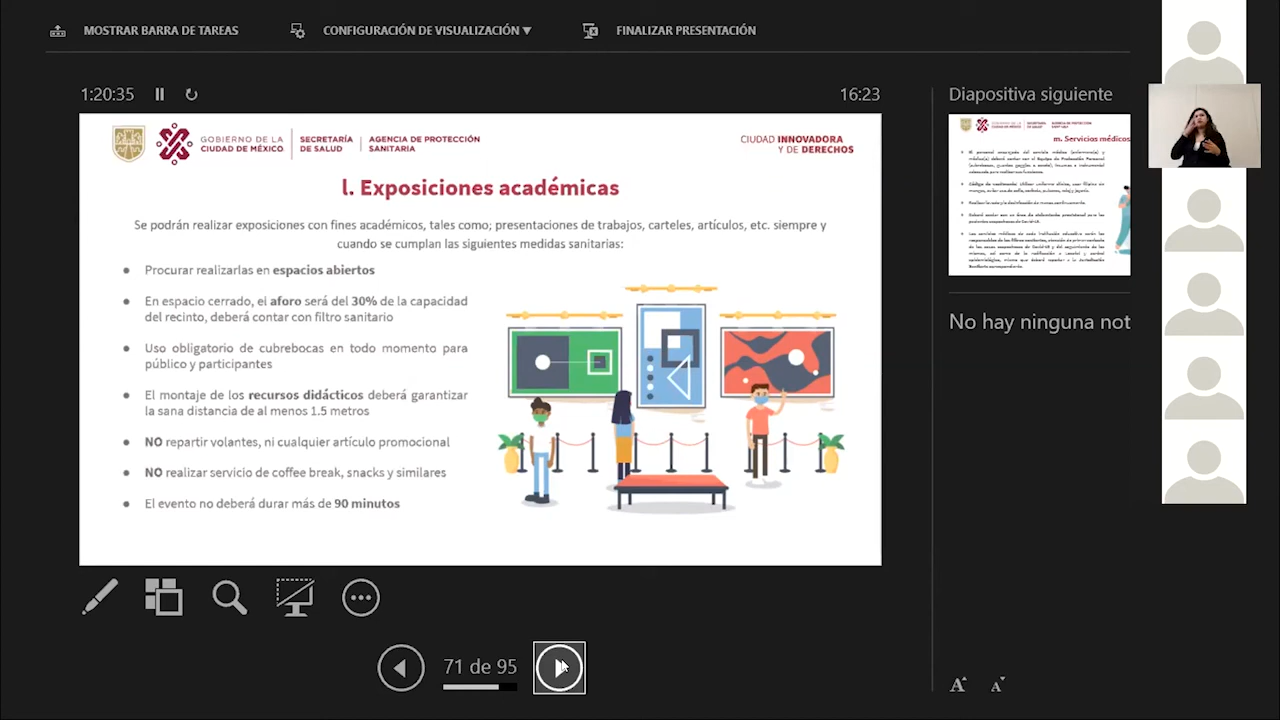 MOSTRAR BARRA DE TAREAS
CONFIGURACIÓN DE VISUALIZACIÓN ▼
FINALIZAR PRESENTACIÓN
1:20:35
16:23
GOBIERNO DE LA
CIUDAD DE MÉXICO
SECRETARÍA
DE SALUD
AGENCIA DE PROTECCIÓN
SANITARIA
CIUDAD INNOVADORA
Y DE DERECHOS
l. Exposiciones académicas
Se podrán realizar exposiciones con fines académicos, tales como; presentaciones de trabajos, carteles, artículos, etc. siempre y
cuando se cumplan las siguientes medidas sanitarias:
● Procurar realizarlas en espacios abiertos
● En espacio cerrado, el aforo será del 30% de la capacidad
del recinto, deberá contar con filtro sanitario
● Uso obligatorio de cubrebocas en todo momento para
público y participantes
● El montaje de los recursos didácticos deberá garantizar
la sana distancia de al menos 1.5 metros
● NO repartir volantes, ni cualquier artículo promocional
● NO realizar servicio de coffee break, snacks y similares
● El evento no deberá durar más de 90 minutos
71 de 95
Diapositiva siguiente
m. Servicios médicos
No hay ninguna not
A A